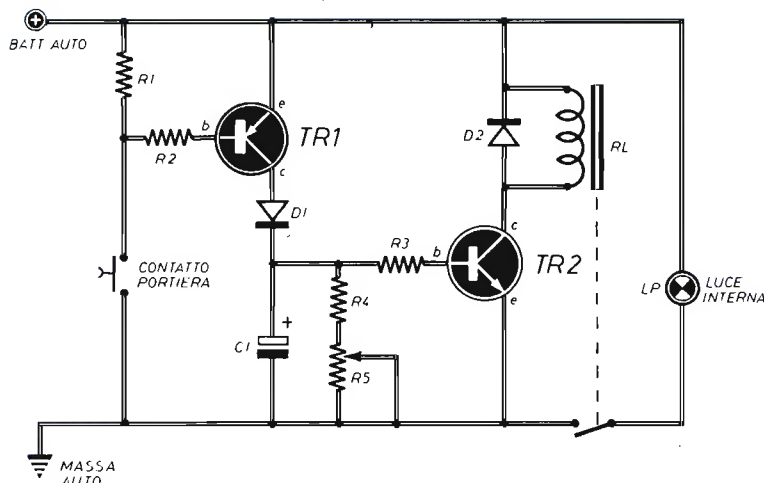 BATT AUTO
R1
R2
b
e
c
TR1
D1
CONTATTO
PORTIERA
C1
+
R3
R4
R5
b
c
e
TR2
D2
RL
LP
LUCE
INTERNA
MASSA
AUTO